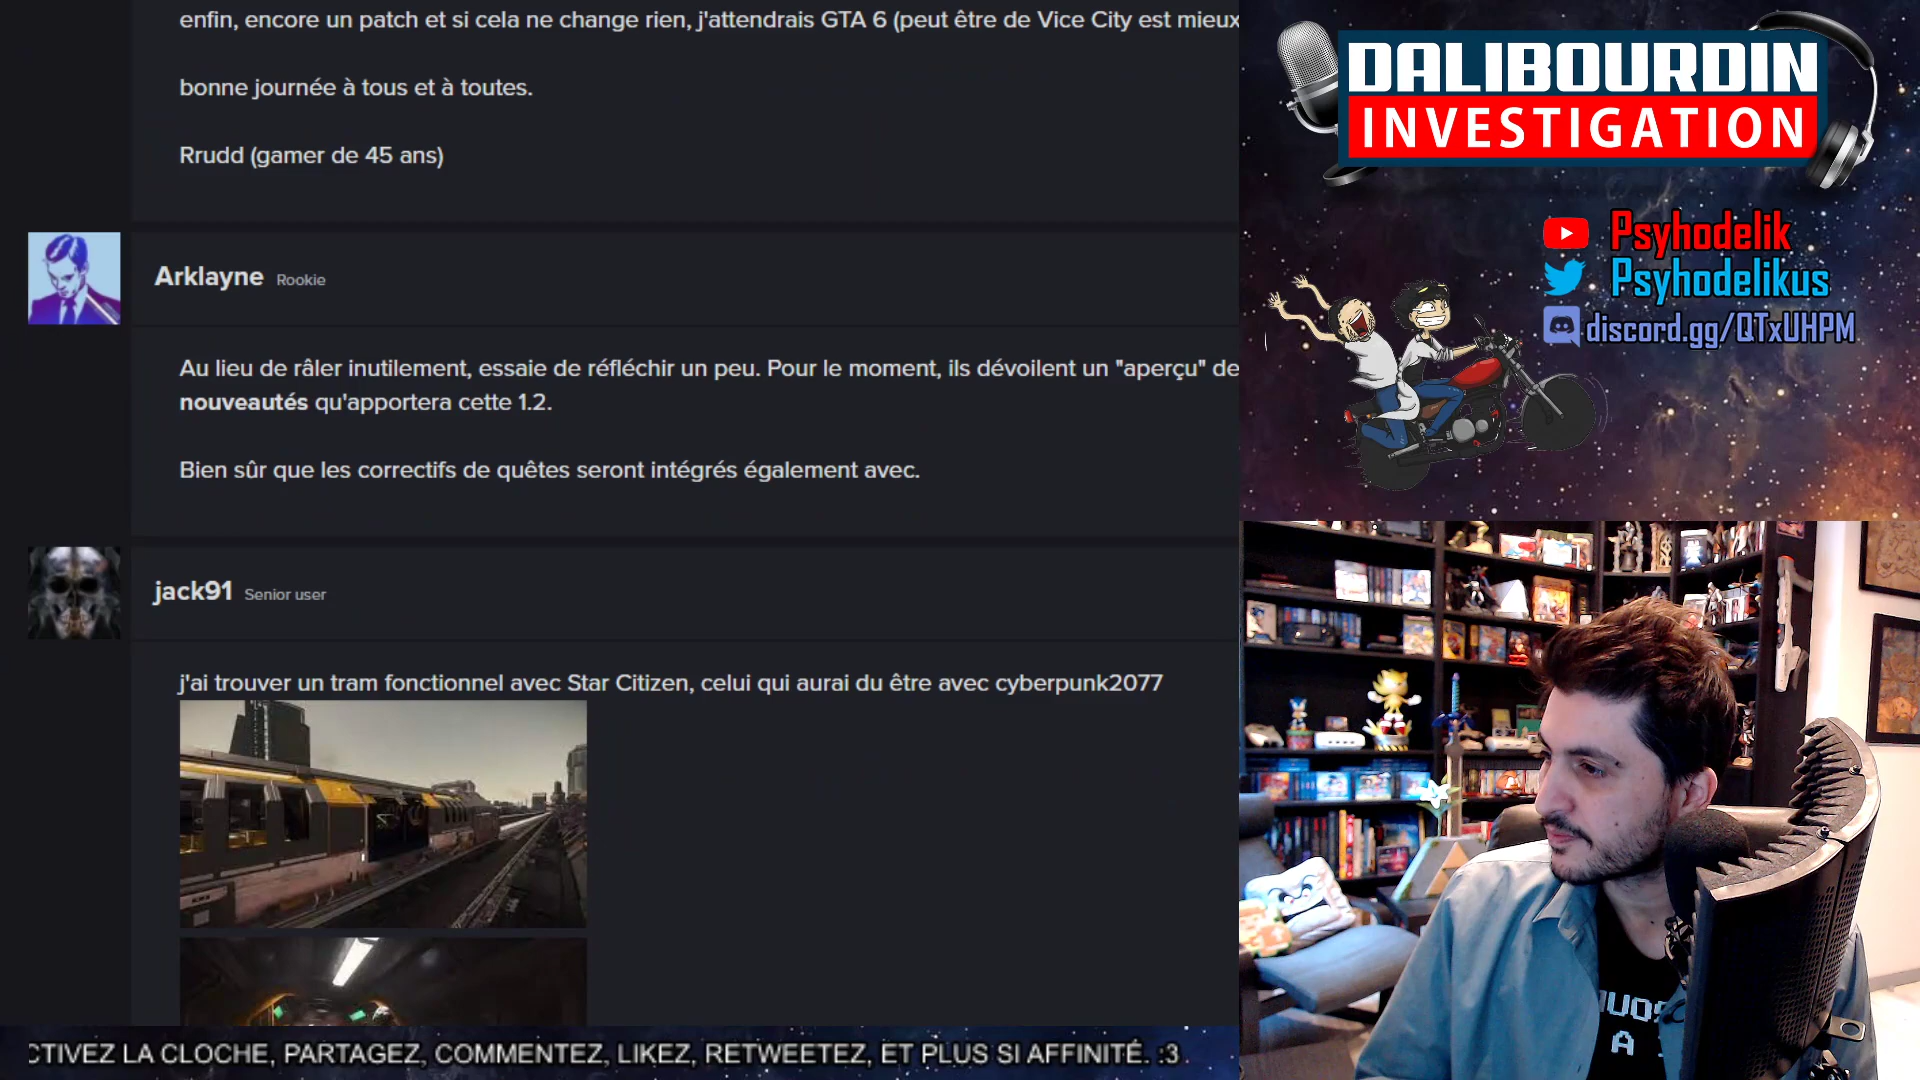 enfin, encore un patch et si cela ne change rien, j'attendrais GTA 6 (peut être de Vice City est mieux
bonne journée à tous et à toutes.
Rrudd (gamer de 45 ans)
Arklayne Rookie
Au lieu de râler inutilement, essaie de réfléchir un peu. Pour le moment, ils dévoilent un "aperçu" de
nouveautés qu'apportera cette 1.2.
Bien sûr que les correctifs de quêtes seront intégrés également avec.
jack91 Senior user
j'ai trouver un tram fonctionnel avec Star Citizen, celui qui aurai du être avec cyberpunk2077
CTIVEZ LA CLOCHE, PARTAGEZ, COMMENTEZ, LIKEZ, RETWEETEZ, ET PLUS SI AFFINITÉ. :3
DALIBOURDIN
INVESTIGATION
Psyhodelik
Psyhodelikus
discord.gg/QTxUHPM